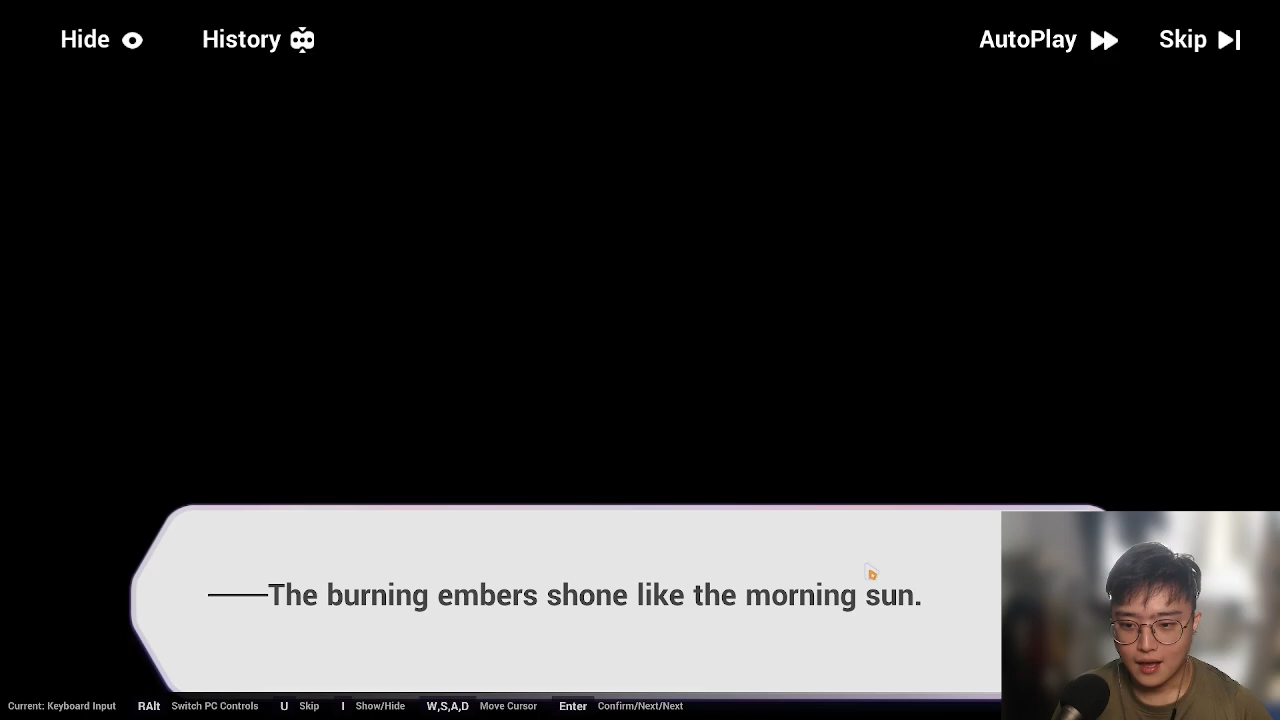 Hide
History
AutoPlay
Skip
——The burning embers shone like the morning sun.
Current: Keyboard Input RAlt Switch PC Controls U Skip I Show/Hide W,S,A,D Move Cursor Enter Confirm/Next/Next